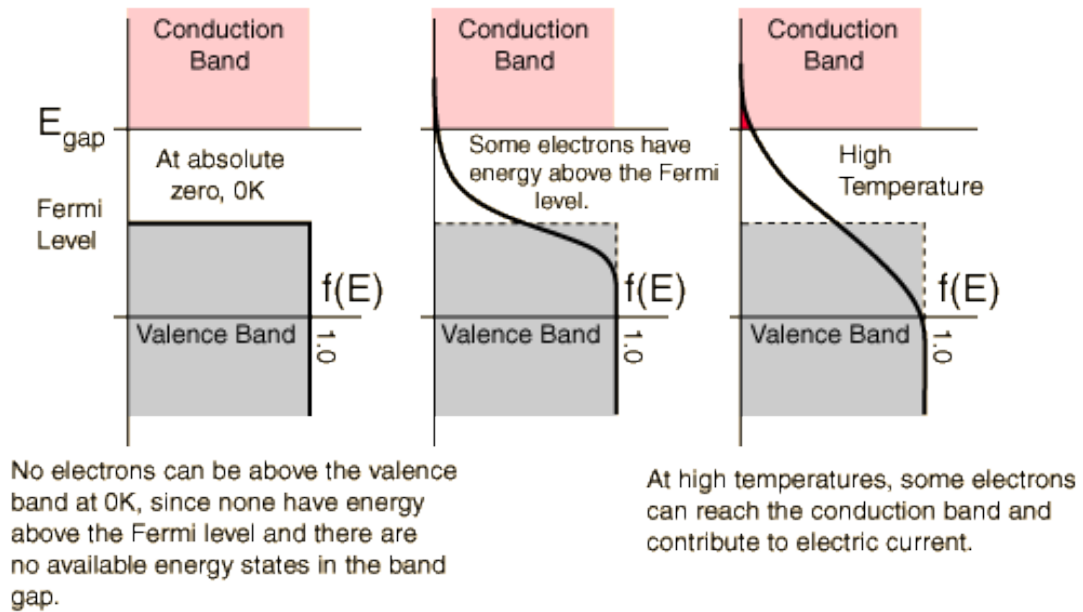 Conduction
Band
Conduction
Band
Conduction
Band
Egap
At absolute
zero, 0K
Some electrons have
energy above the Fermi
level.
High
Temperature
Fermi
Level
f(E)
f(E)
f(E)
Valence Band
1.0
Valence Band
1.0
Valence Band
1.0
No electrons can be above the valence
band at 0K, since none have energy
above the Fermi level and there are
no available energy states in the band
gap.
At high temperatures, some electrons
can reach the conduction band and
contribute to electric current.